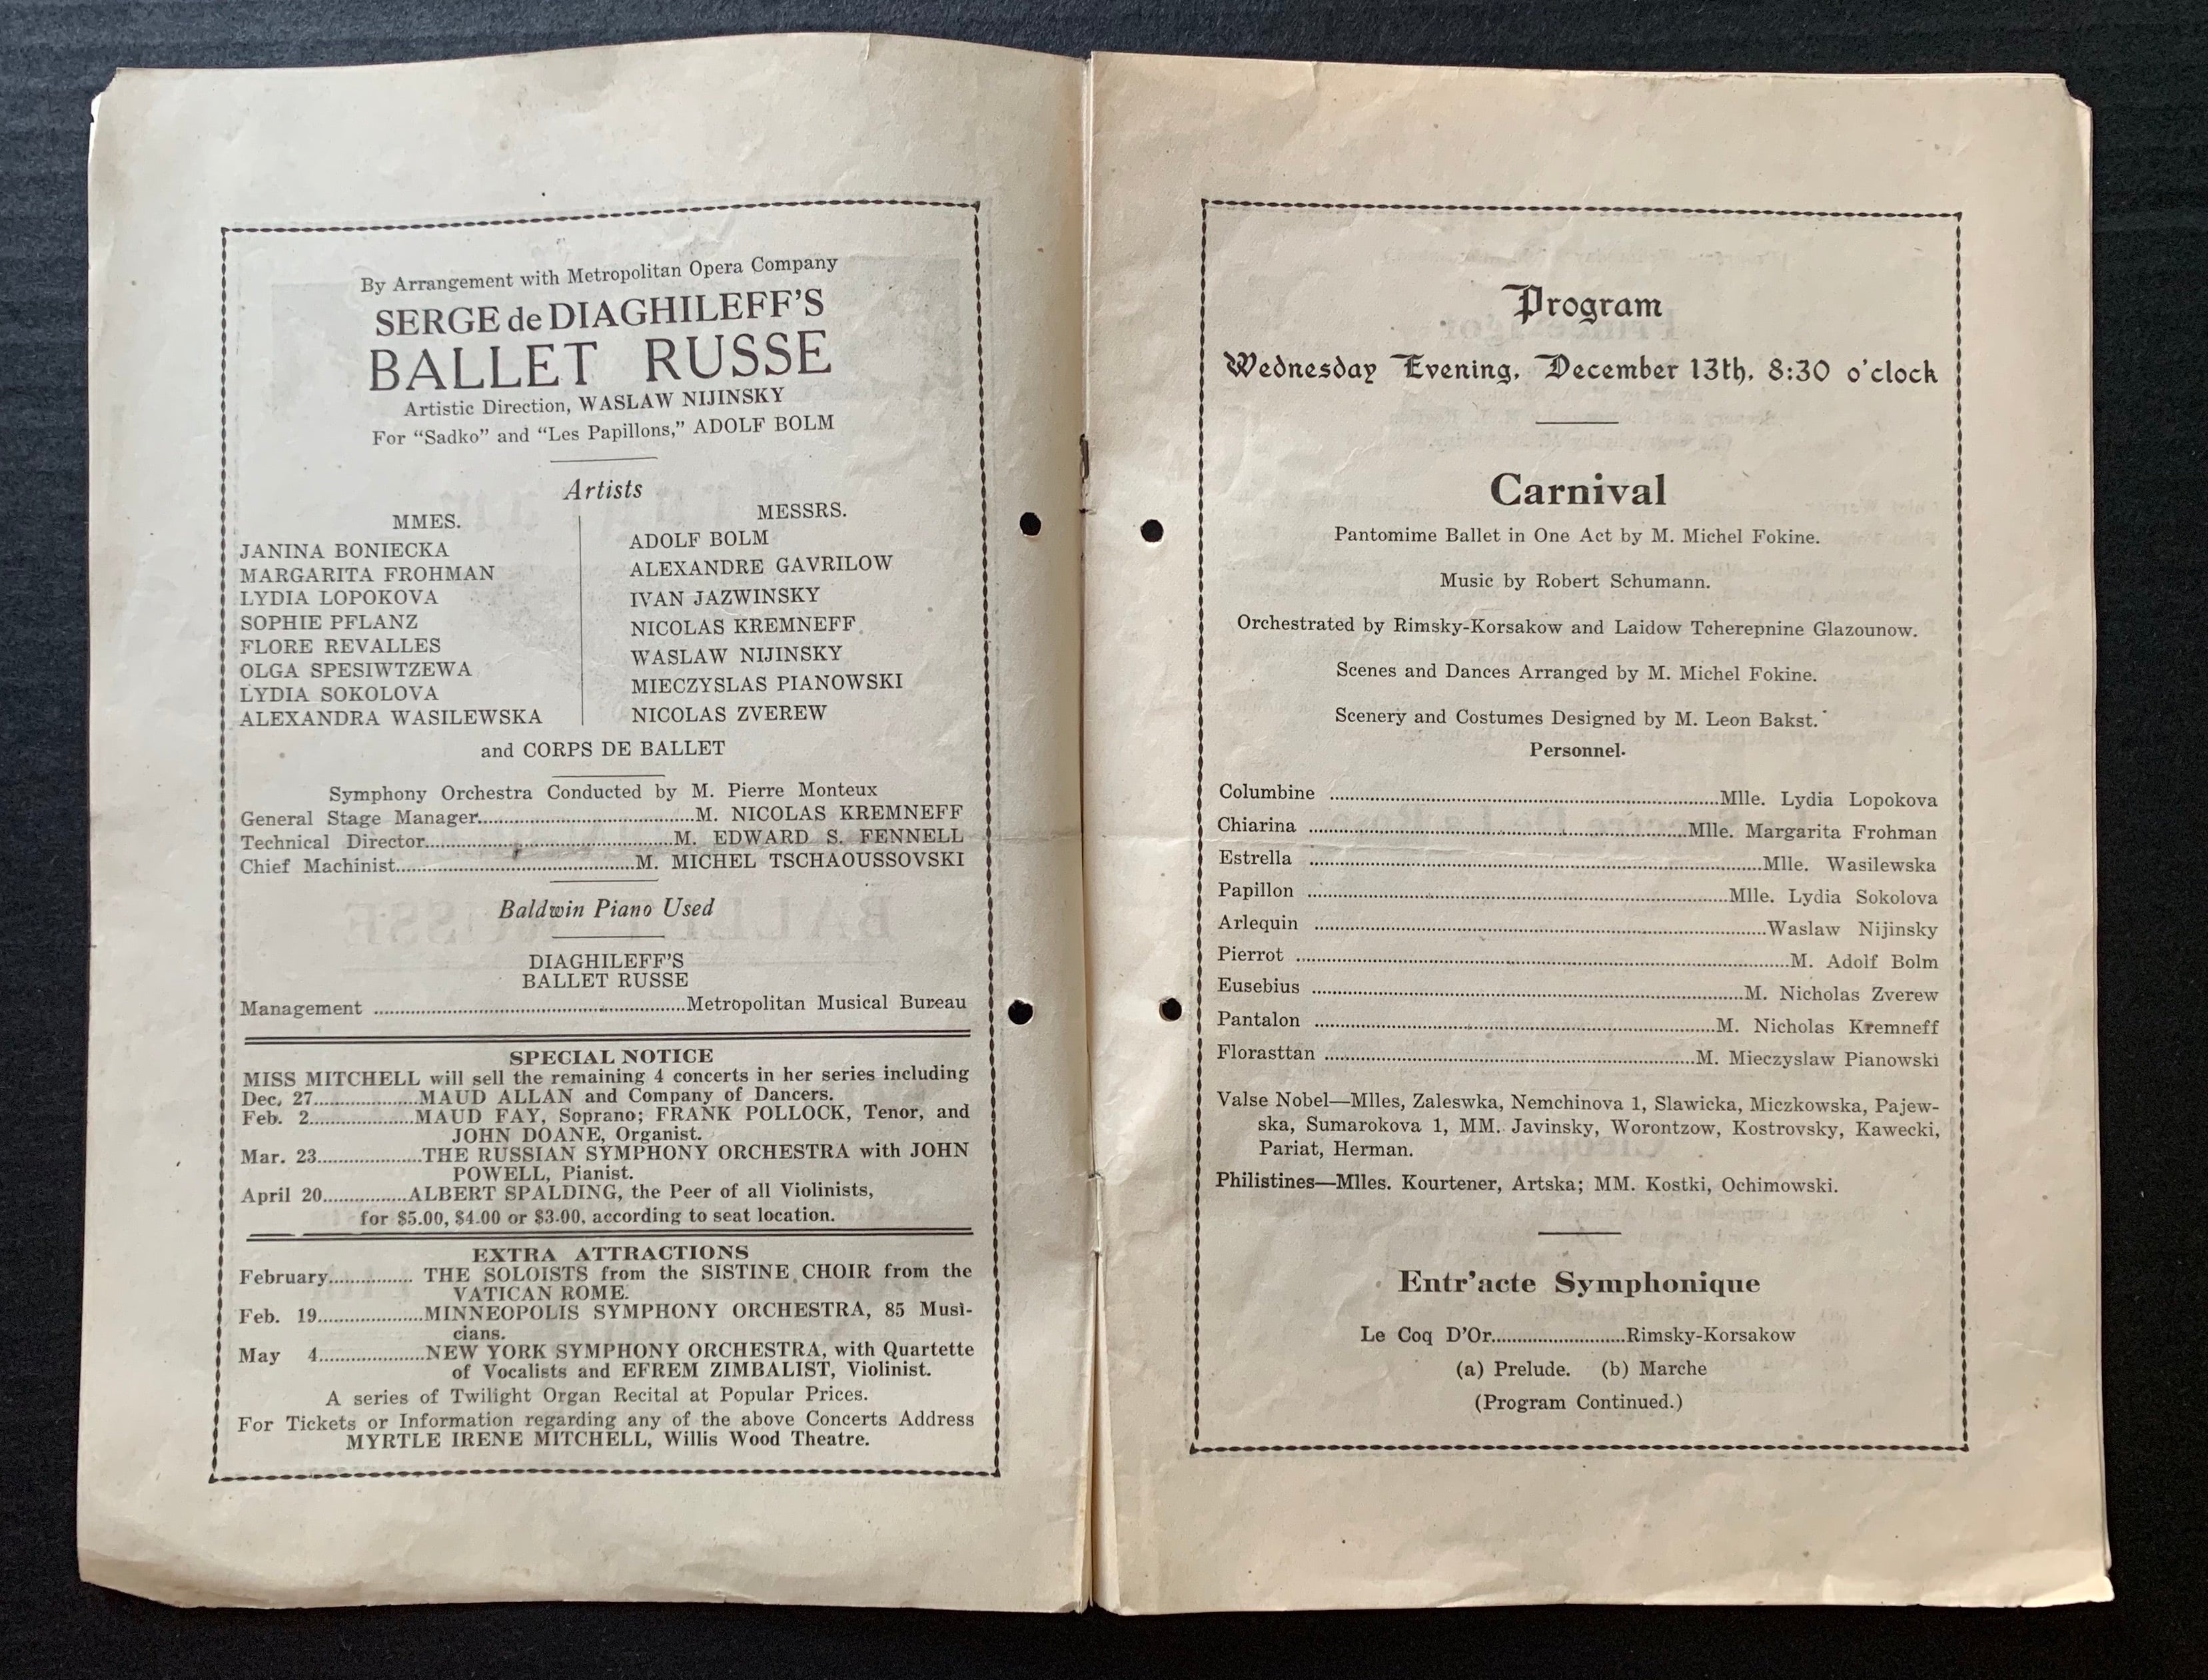 By Arrangement with Metropolitan Opera Company
SERGE de DIAGHILEFF'S
BALLET RUSSE
Artistic Direction, WASLAW NIJINSKY
For "Sadko" and "Les Papillons," ADOLF BOLM
Artists
MMES.
JANINA BONIECKA
MARGARITA FROHMAN
LYDIA LOPOKOVA
SOPHIE PFLANZ
FLORE REVALLES
OLGA SPESIWTZEWA
LYDIA SOKOLOVA
ALEXANDRA WASILEWSKA
MESSRS.
ADOLF BOLM
ALEXANDRE GAVRILOW
IVAN JAZWINSKY
NICOLAS KREMNEFF
WASLAW NIJINSKY
MIECZYSLAS PIANOWSKI
NICOLAS ZVEREW
and CORPS DE BALLET
Symphony Orchestra Conducted by M. Pierre Monteux
General Stage Manager..........M. NICOLAS KREMNEFF
Technical Director..........M. EDWARD S. FENNELL
Chief Machinist..........M. MICHEL TSCHAOUSSOVSKI
Baldwin Piano Used
DIAGHILEFF'S
BALLET RUSSE
Management ..........Metropolitan Musical Bureau
SPECIAL NOTICE
MISS MITCHELL will sell the remaining 4 concerts in her series including
Dec. 27..........MAUD ALLAN and Company of Dancers.
Feb. 2..........MAUD FAY, Soprano; FRANK POLLOCK, Tenor, and
JOHN DOANE, Organist.
Mar. 23..........THE RUSSIAN SYMPHONY ORCHESTRA with JOHN
POWELL, Pianist.
April 20..........ALBERT SPALDING, the Peer of all Violinists,
for $5.00, $4.00 or $3.00, according to seat location.
EXTRA ATTRACTIONS
February.......... THE SOLOISTS from the SISTINE CHOIR from the
VATICAN ROME.
Feb. 19..........MINNEOPOLIS SYMPHONY ORCHESTRA, 85 Musi-
cians.
May 4..........NEW YORK SYMPHONY ORCHESTRA, with Quartette
of Vocalists and EFREM ZIMBALIST, Violinist.
A series of Twilight Organ Recital at Popular Prices.
For Tickets or Information regarding any of the above Concerts Address
MYRTLE IRENE MITCHELL, Willis Wood Theatre.
Program
Wednesday Evening, December 13th, 8:30 o'clock
Carnival
Pantomime Ballet in One Act by M. Michel Fokine.
Music by Robert Schumann.
Orchestrated by Rimsky-Korsakow and Laidow Tcherepnine Glazounow.
Scenes and Dances Arranged by M. Michel Fokine.
Scenery and Costumes Designed by M. Leon Bakst.
Personnel.
Columbine ..........Mlle. Lydia Lopokova
Chiarina ..........Mlle. Margarita Frohman
Estrella ..........Mlle. Wasilewska
Papillon ..........Mlle. Lydia Sokolova
Arlequin ..........Waslaw Nijinsky
Pierrot ..........M. Adolf Bolm
Eusebius ..........M. Nicholas Zverew
Pantalon ..........M. Nicholas Kremneff
Florasttan ..........M. Mieczyslaw Pianowski
Valse Nobel—Mlles, Zaleswka, Nemchinova 1, Slawicka, Miczkowska, Pajew-
ska, Sumarokova 1, MM. Javinsky, Worontzow, Kostrovsky, Kawecki,
Pariat, Herman.
Philistines—Mlles. Kourtener, Artska; MM. Kostki, Ochimowski.
Entr'acte Symphonique
Le Coq D'Or..........Rimsky-Korsakow
(a) Prelude. (b) Marche
(Program Continued.)